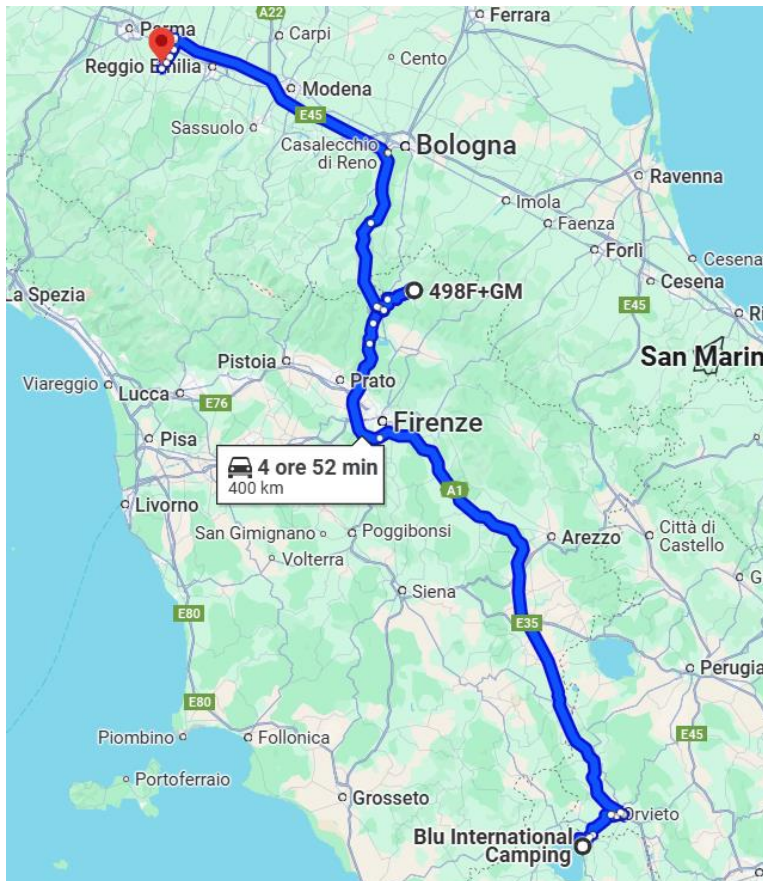 Parma
A22
Carpi
Ferrara
Cento
Reggio Emilia
Modena
E45
Sassuolo
Casalecchio
di Reno
Bologna
Ravenna
Imola
Faenza
Forlì
Cesena
Cesena
La Spezia
498F+GM
E45
San Marin
Pistoia
Viareggio
Lucca
Prato
E76
Firenze
Pisa
4 ore 52 min
400 km
A1
Livorno
San Gimignano
Poggibonsi
Arezzo
Città di
Castello
Volterra
Siena
E80
E35
Perugia
E80
E45
Piombino
Follonica
Portoferraio
Grosseto
Orvieto
Blu International
Camping